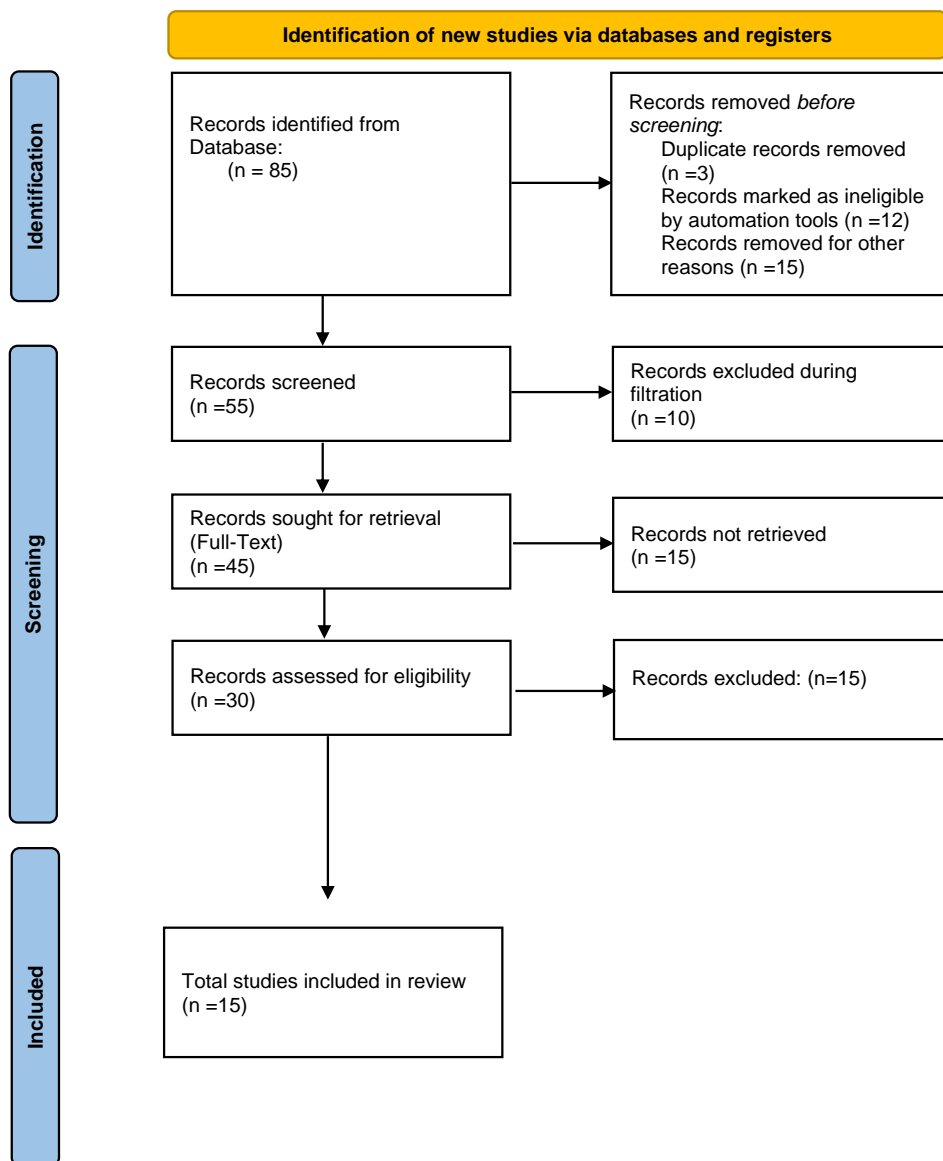 Identification of new studies via databases and registers
Identification
Records identified from
Database:
(n = 85)
Records removed before
screening:
Duplicate records removed
(n =3)
Records marked as ineligible
by automation tools (n =12)
Records removed for other
reasons (n =15)
Screening
Records screened
(n =55)
Records excluded during
filtration
(n =10)
Records sought for retrieval
(Full-Text)
(n =45)
Records not retrieved
(n =15)
Records assessed for eligibility
(n =30)
Records excluded: (n=15)
Included
Total studies included in review
(n =15)